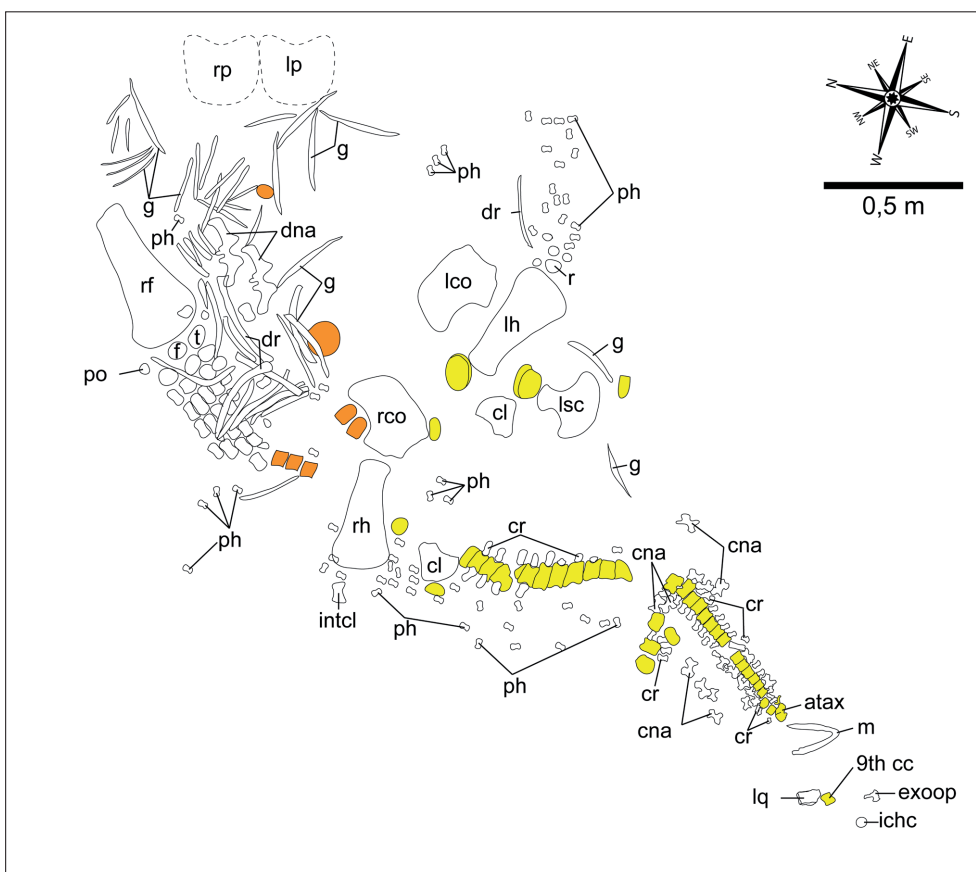 rp lp
E
NE SE
N S
NW SW
W
0,5 m
g
g
ph
ph
dr
ph
ph
dna
g
rf
lco
r
lh
t
f
dr
g
po
rco
cl
lsc
g
ph
ph
rh
cr
cna
cna
cl
cr
intcl
ph
ph
cr
cna
cr
atax
m
9th cc
lq
exoop
ichc